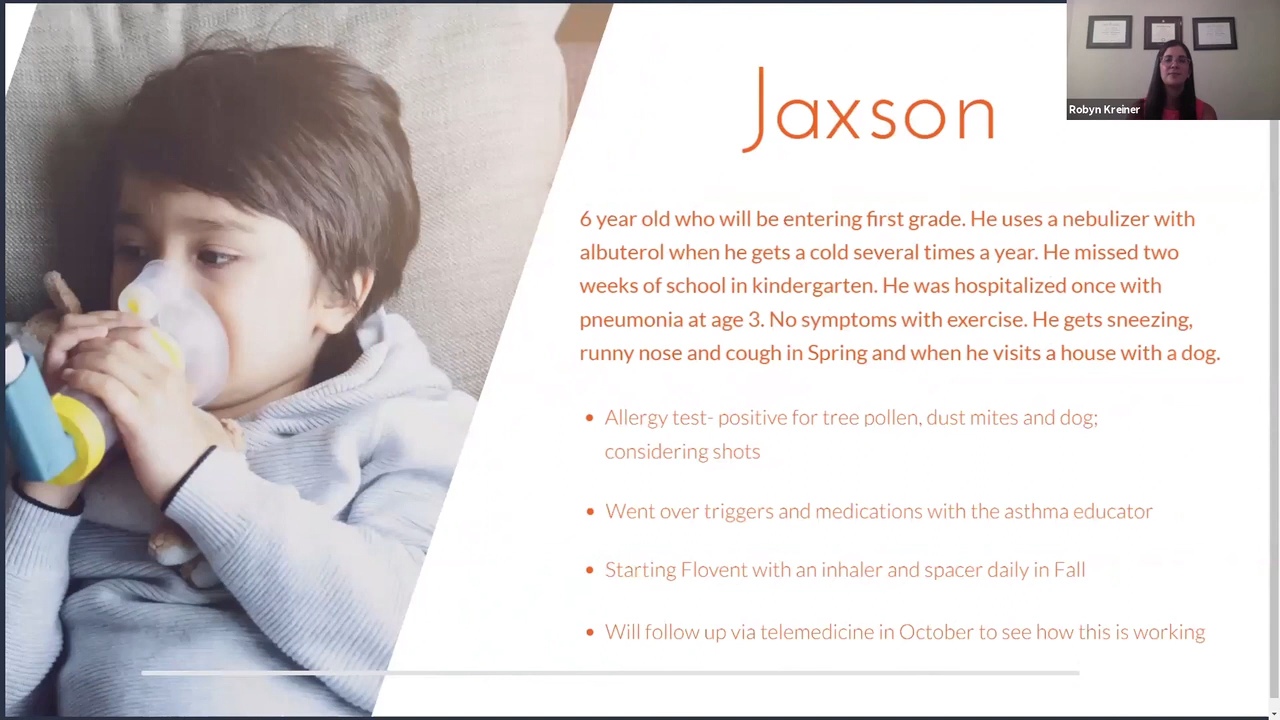 Jaxson
Robyn Kreiner
6 year old who will be entering first grade. He uses a nebulizer with
albuterol when he gets a cold several times a year. He missed two
weeks of school in kindergarten. He was hospitalized once with
pneumonia at age 3. No symptoms with exercise. He gets sneezing,
runny nose and cough in Spring and when he visits a house with a dog.
• Allergy test- positive for tree pollen, dust mites and dog;
considering shots
• Went over triggers and medications with the asthma educator
• Starting Flovent with an inhaler and spacer daily in Fall
• Will follow up via telemedicine in October to see how this is working